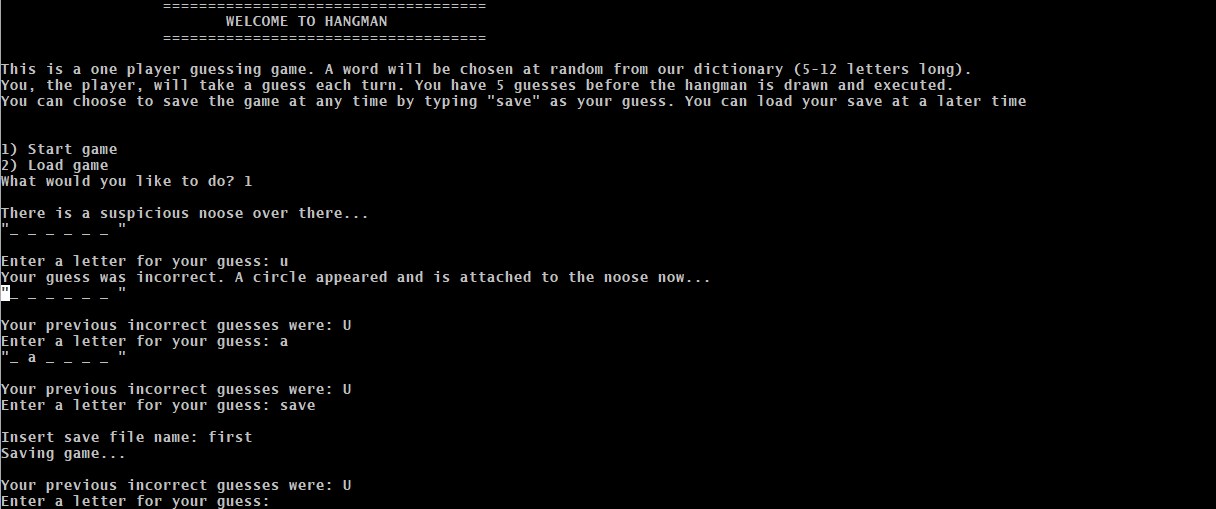 ====================================
WELCOME TO HANGMAN
====================================
This is a one player guessing game. A word will be chosen at random from our dictionary (5-12 letters long).
You, the player, will take a guess each turn. You have 5 guesses before the hangman is drawn and executed.
You can choose to save the game at any time by typing "save" as your guess. You can load your save at a later time
1) Start game
2) Load game
What would you like to do? 1
There is a suspicious noose over there...
"_ _ _ _ _ _ "
Enter a letter for your guess: u
Your guess was incorrect. A circle appeared and is attached to the noose now...
"_ _ _ _ _ _ "
Your previous incorrect guesses were: U
Enter a letter for your guess: a
"_ a _ _ _ _ "
Your previous incorrect guesses were: U
Enter a letter for your guess: save
Insert save file name: first
Saving game...
Your previous incorrect guesses were: U
Enter a letter for your guess: